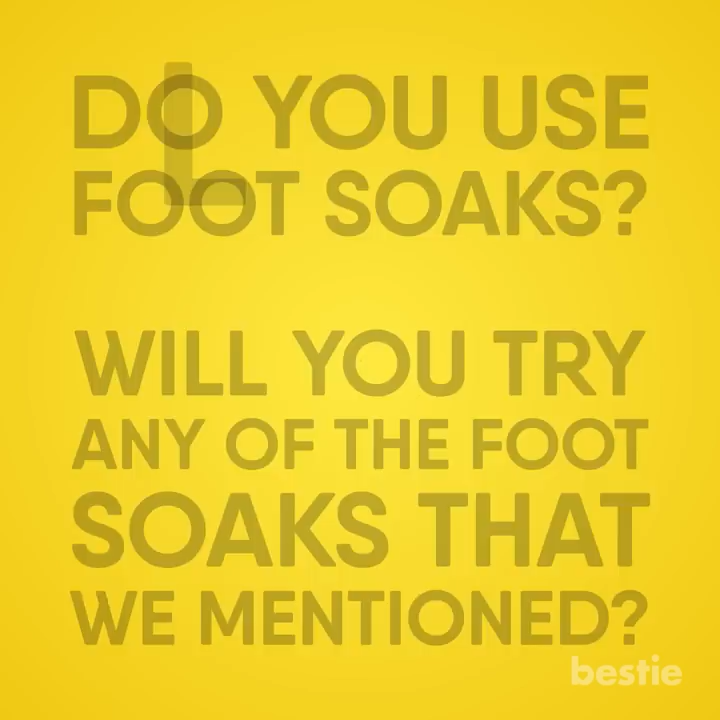 DO YOU USE
FOOT SOAKS?
WILL YOU TRY
ANY OF THE FOOT
SOAKS THAT
WE MENTIONED?
bestie
L